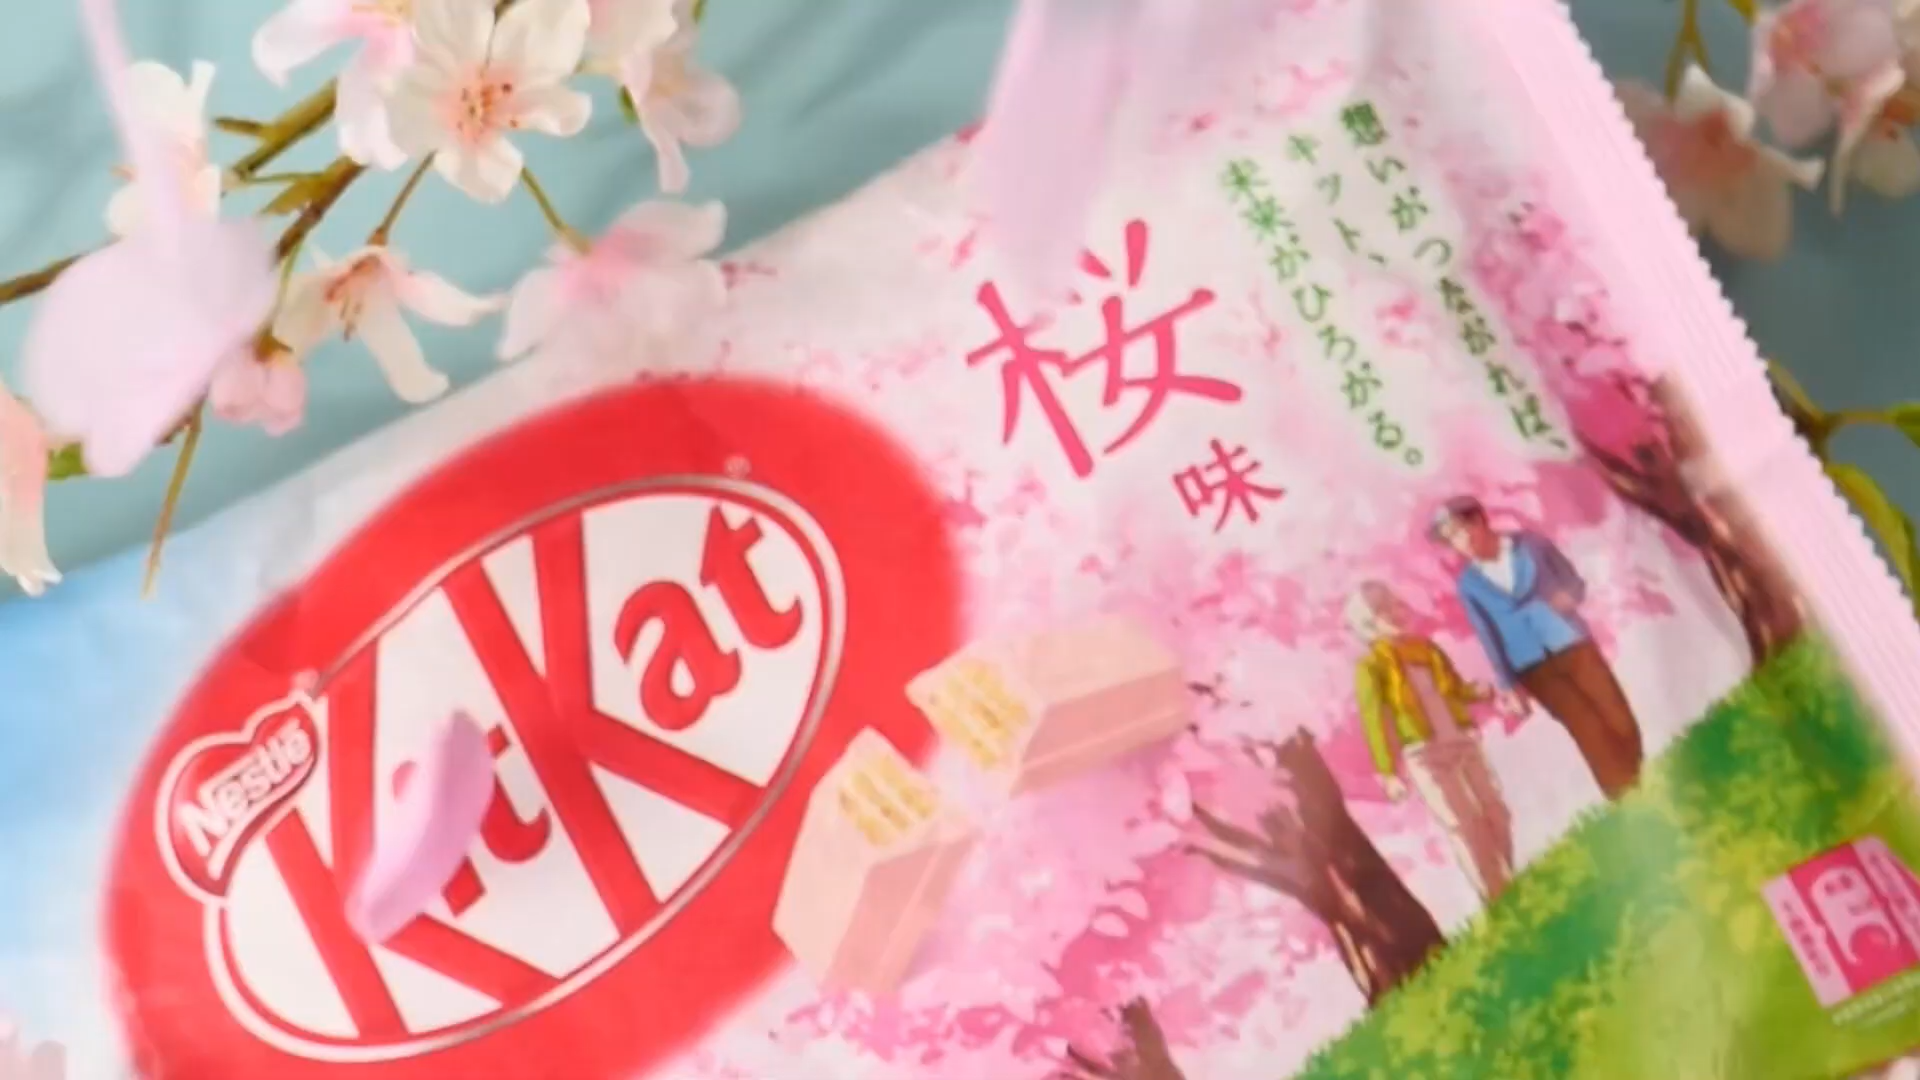 想いがつながれば、
キット、
未来がひろがる。
桜
味
Nestlé
KitKat